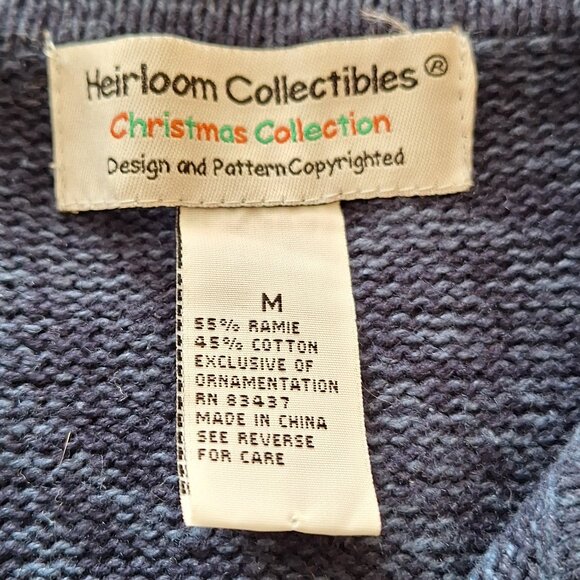 Heirloom Collectibles®
Christmas Collection
Design and Pattern Copyrighted
M
55% RAMIE
45% COTTON
EXCLUSIVE OF
ORNAMENTATION
RN 83437
MADE IN CHINA
SEE REVERSE
FOR CARE